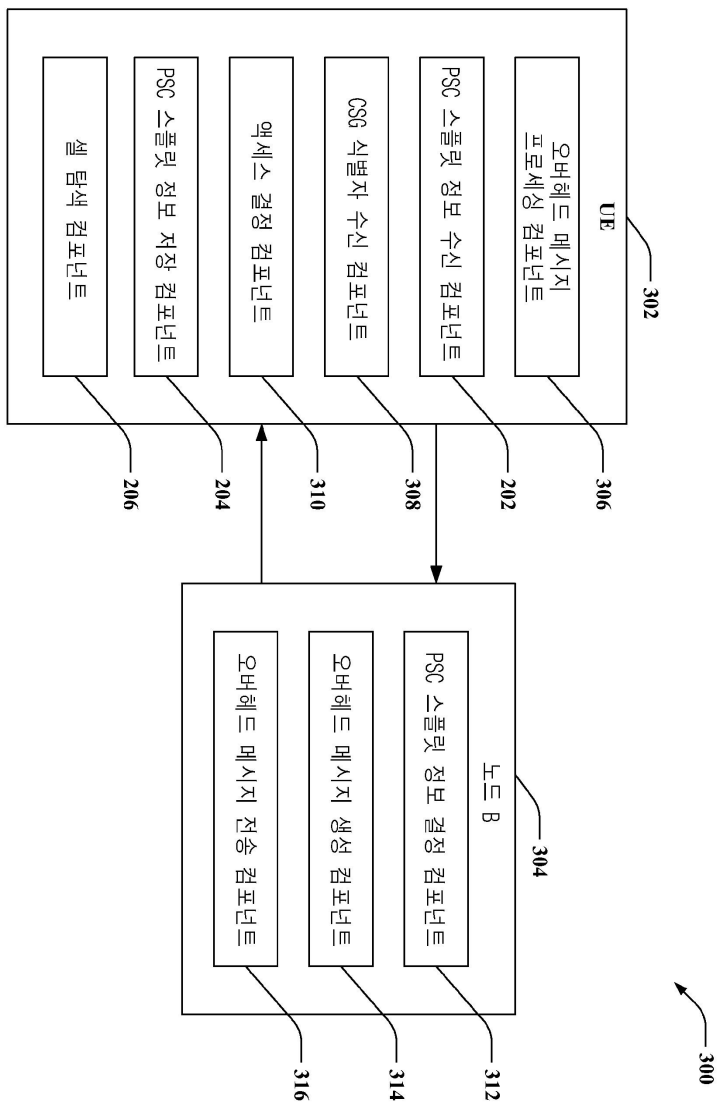 300
UE
302
오버헤드 메시지
프로세싱 컴포넌트
306
PSC 스플릿 정보 수신 컴포넌트
202
CSG 식별자 수신 컴포넌트
308
액세스 결정 컴포넌트
310
PSC 스플릿 정보 저장 컴포넌트
204
셀 탐색 컴포넌트
206
노드 B
304
PSC 스플릿 정보 결정 컴포넌트
312
오버헤드 메시지 생성 컴포넌트
314
오버헤드 메시지 전송 컴포넌트
316